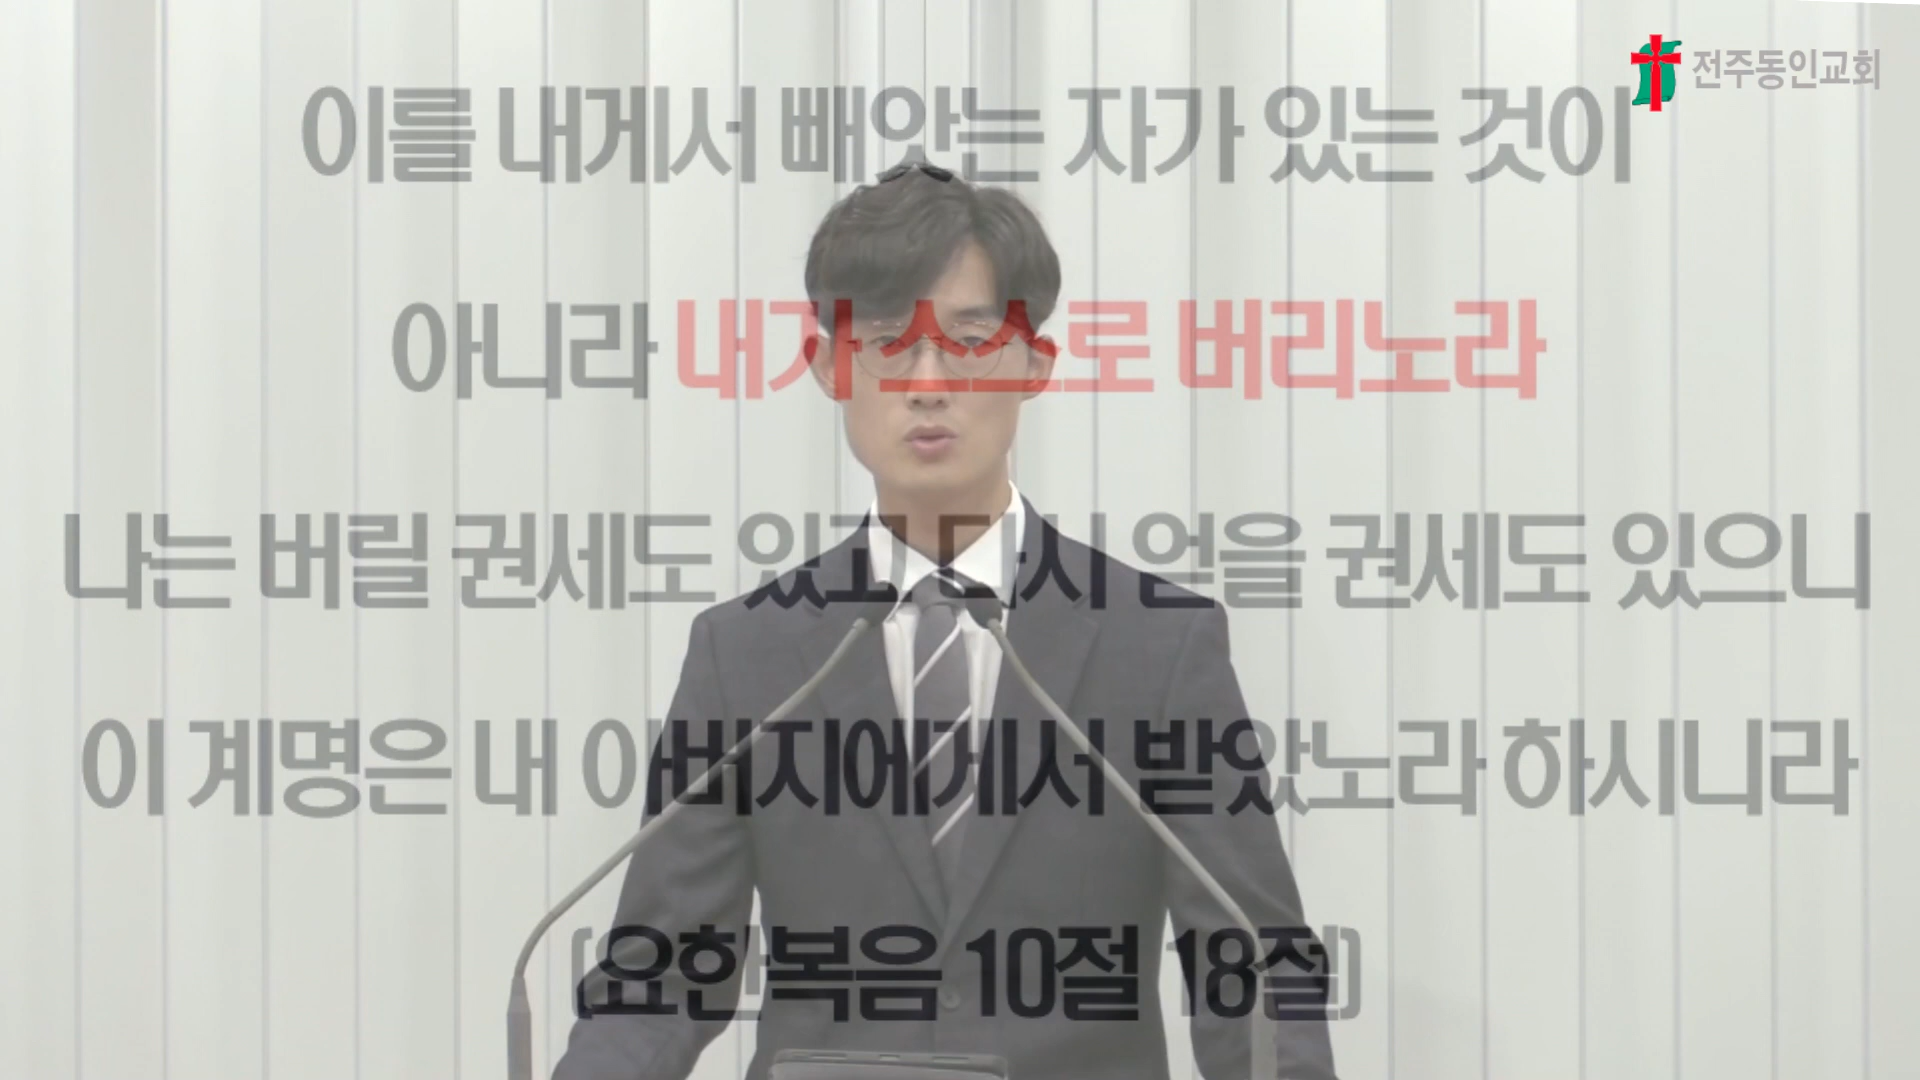 전주동인교회
이를 내게서 빼앗는 자가 있는 것이
아니라 내가 스스로 버리노라
나는 버릴 권세도 있고 다시 얻을 권세도 있으니
이 계명은 내 아버지에게서 받았노라 하시니라
[요한복음 10절 18절]